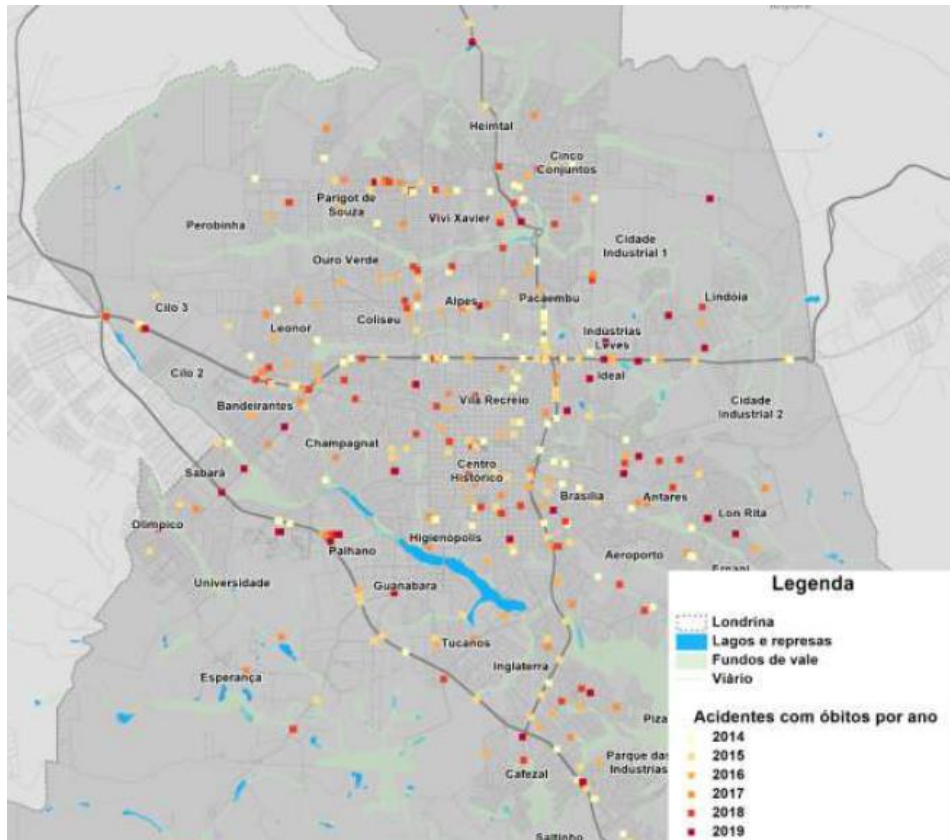 Heimtal
Cinco
Conjuntos
Parigot de
Souza
Perobinha
Vivi Xavier
Cidade
Industrial 1
Ouro Verde
Cilo 3
Leonor
Coliseu
Alpes
Pacaembu
Lindóia
Industrias
Leves
Cilo 2
Ideal
Bandeirantes
Vila Recreio
Cidade
Industrial 2
Champagnat
Sabará
Centro
Histórico
Brasília
Antares
Lon Rita
Olímpico
Palhano
Higienópolis
Aeroporto
Ernani
Universidade
Guanabara
Tucanos
Inglaterra
Esperança
Piza
Parque das
Industrias
Cafezal
Saltinho
Legenda
Londrina
Lagos e represas
Fundos de vale
Viário
Acidentes com óbitos por ano
2014
2015
2016
2017
2018
2019